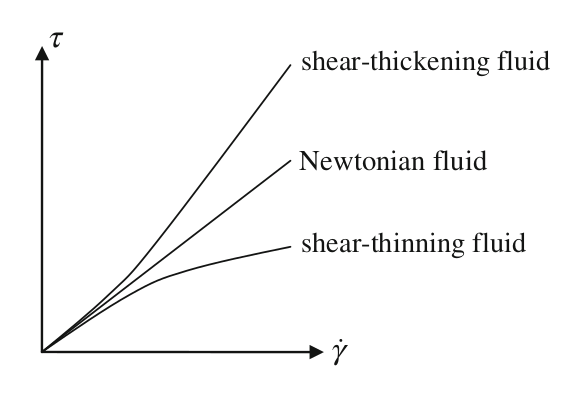 τ
shear-thickening fluid
Newtonian fluid
shear-thinning fluid
γ̇